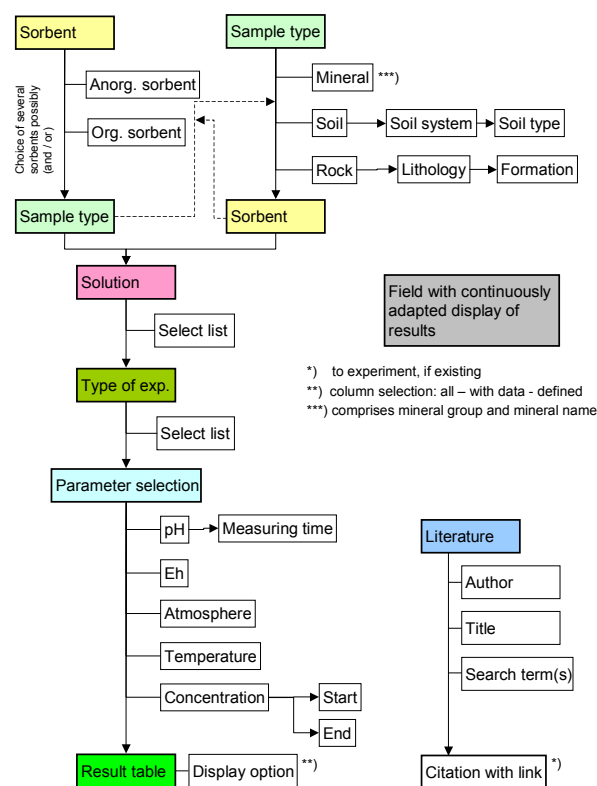 Sorbent
Sample type
Choice of several
sorbents possibly
(and / or)
Anorg. sorbent
Org. sorbent
Mineral ***)
Soil
Soil system
Soil type
Rock
Lithology
Formation
Sample type
Sorbent
Solution
Select list
Field with continuously
adapted display of
results
*) to experiment, if existing
**) column selection: all – with data - defined
***) comprises mineral group and mineral name
Type of exp.
Select list
Parameter selection
pH
Measuring time
Eh
Atmosphere
Temperature
Concentration
Start
End
Result table
Display option **)
Literature
Author
Title
Search term(s)
Citation with link *)